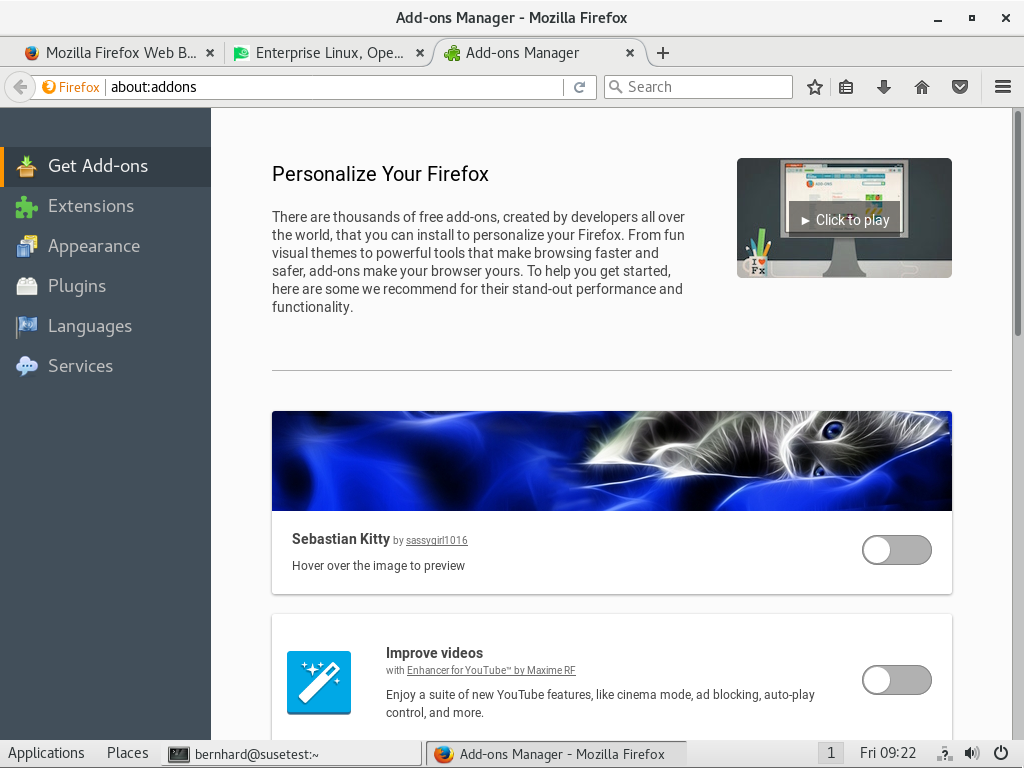 Add-ons Manager - Mozilla Firefox
Mozilla Firefox Web B...
Enterprise Linux, Ope...
Add-ons Manager
Firefox
about:addons
Search
Get Add-ons
Extensions
Appearance
Plugins
Languages
Services
Personalize Your Firefox
There are thousands of free add-ons, created by developers all over
the world, that you can install to personalize your Firefox. From fun
visual themes to powerful tools that make browsing faster and
safer, add-ons make your browser yours. To help you get started,
here are some we recommend for their stand-out performance and
functionality.
ADD-ONS
► Click to play
I ♥
Fx
Sebastian Kitty by sassygirl1016
Hover over the image to preview
Improve videos
with Enhancer for YouTube™ by Maxime RF
Enjoy a suite of new YouTube features, like cinema mode, ad blocking, auto-play
control, and more.
Applications
Places
bernhard@susetest:~
Add-ons Manager - Mozilla Firefox
1
Fri 09:22